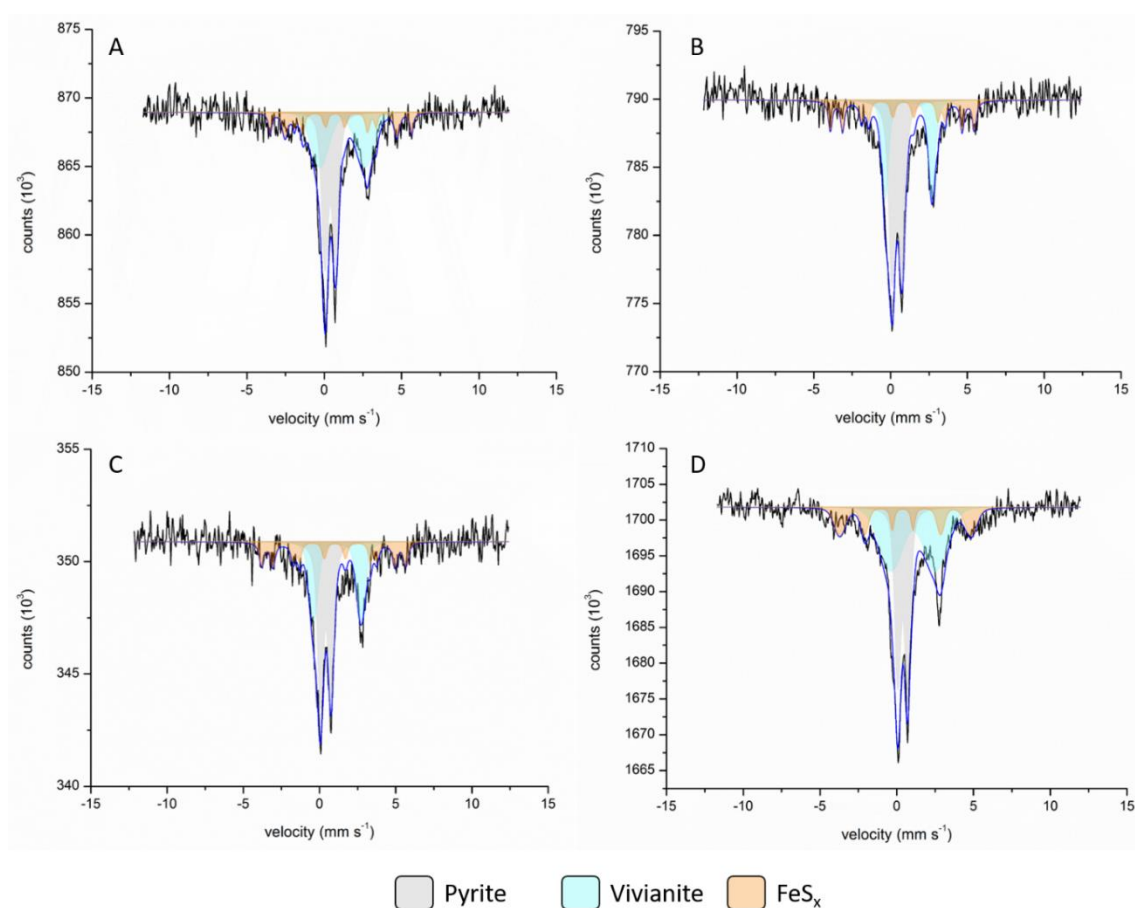 A
875
870
865
860
855
850
counts (10³)
-15 -10 -5 0 5 10 15
velocity (mm s⁻¹)
B
795
790
785
780
775
770
counts (10³)
-15 -10 -5 0 5 10 15
velocity (mm s⁻¹)
C
355
350
345
340
counts (10³)
-15 -10 -5 0 5 10 15
velocity (mm s⁻¹)
D
1710
1705
1700
1695
1690
1685
1680
1675
1670
1665
counts (10³)
-15 -10 -5 0 5 10 15
velocity (mm s⁻¹)
Pyrite Vivianite FeSₓ